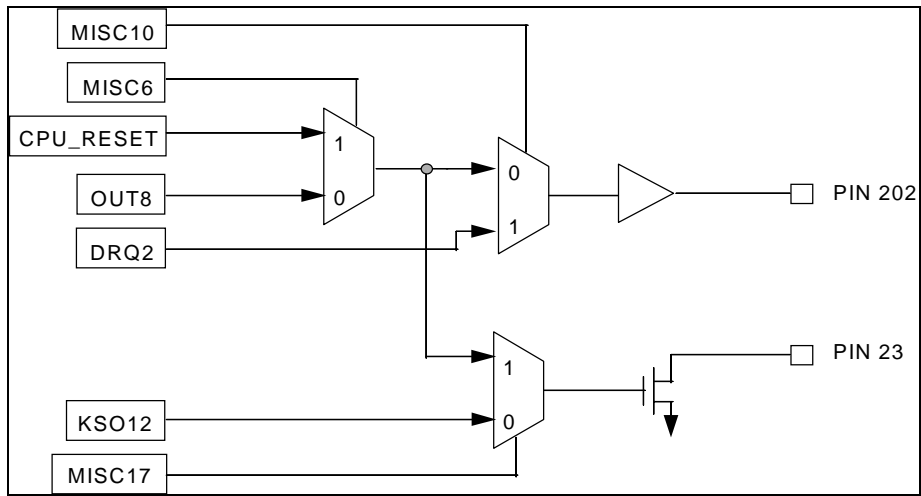 MISC10
MISC6
CPU_RESET
1
OUT8
0
DRQ2
0
1
PIN 202
1
0
PIN 23
KSO12
MISC17